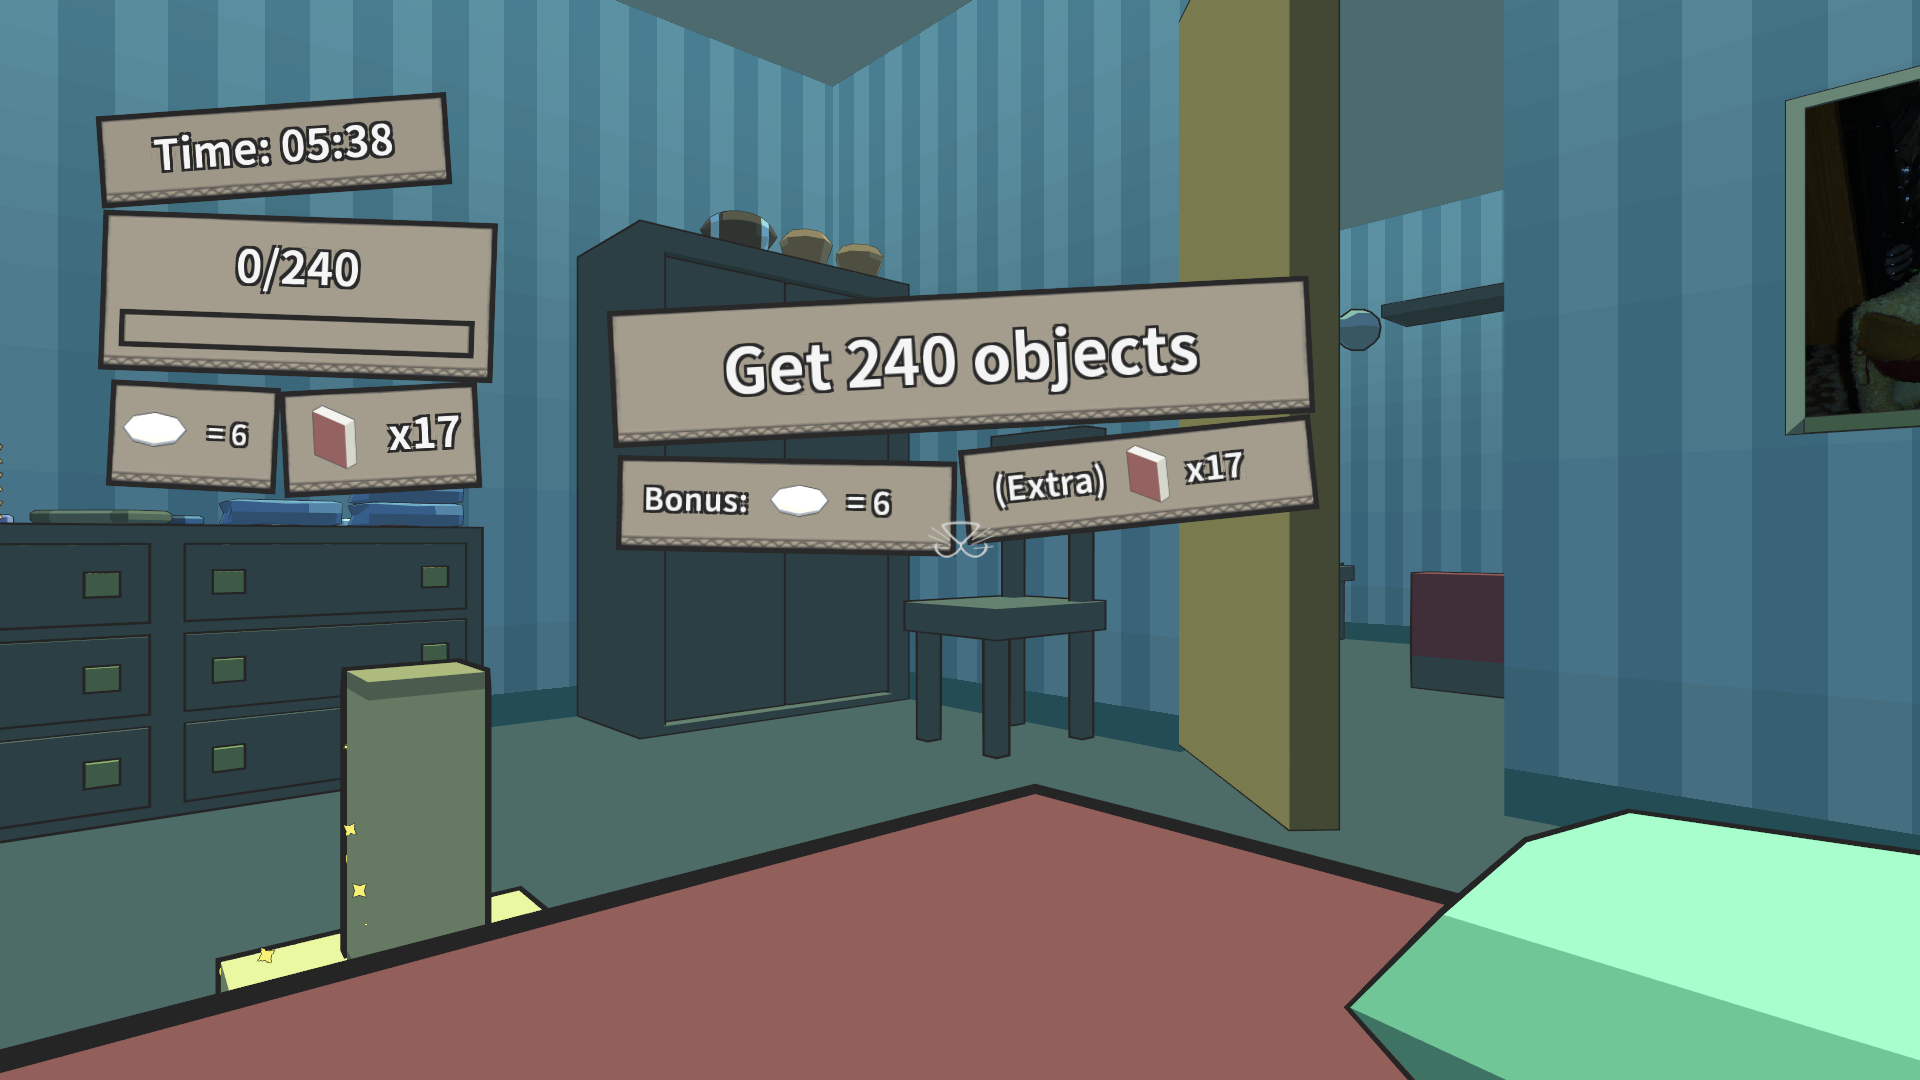 Time: 05:38
0/240
=6
x17
Get 240 objects
Bonus: =6
(Extra) x17